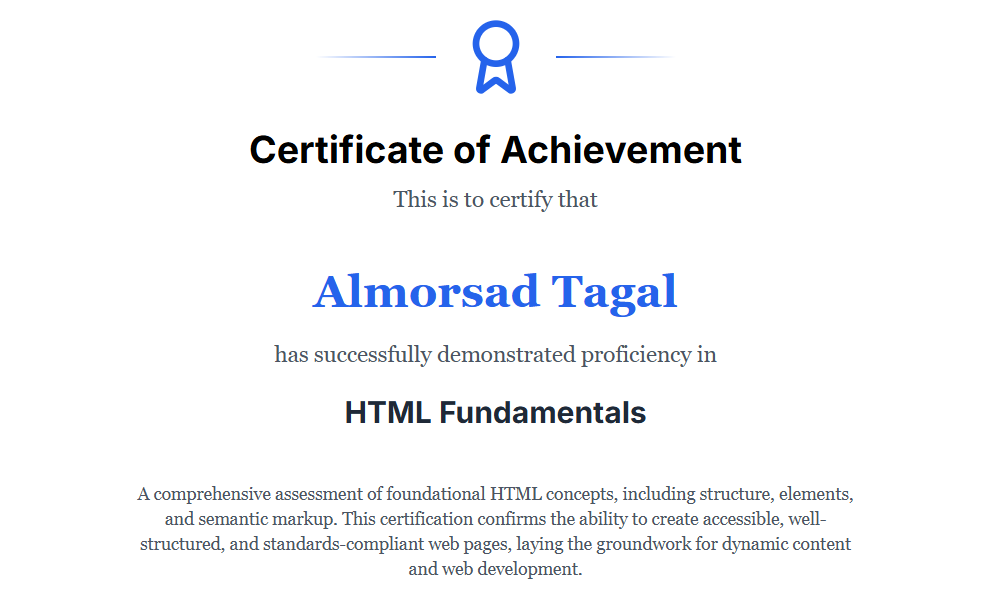 Certificate of Achievement
This is to certify that
Almorsad Tagal
has successfully demonstrated proficiency in
HTML Fundamentals
A comprehensive assessment of foundational HTML concepts, including structure, elements,
and semantic markup. This certification confirms the ability to create accessible, well-
structured, and standards-compliant web pages, laying the groundwork for dynamic content
and web development.